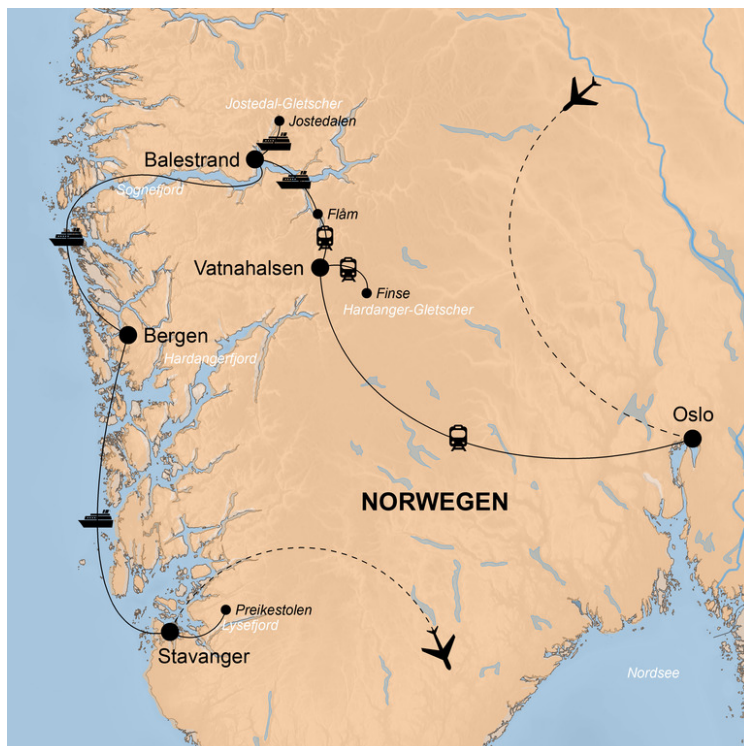 Jostedal-Gletscher
Jostedalen
Balestrand
Sognefjord
Flåm
Vatnahalsen
Finse
Hardanger-Gletscher
Bergen
Hardangerfjord
Oslo
NORWEGEN
Preikestolen
Lysefjord
Stavanger
Nordsee